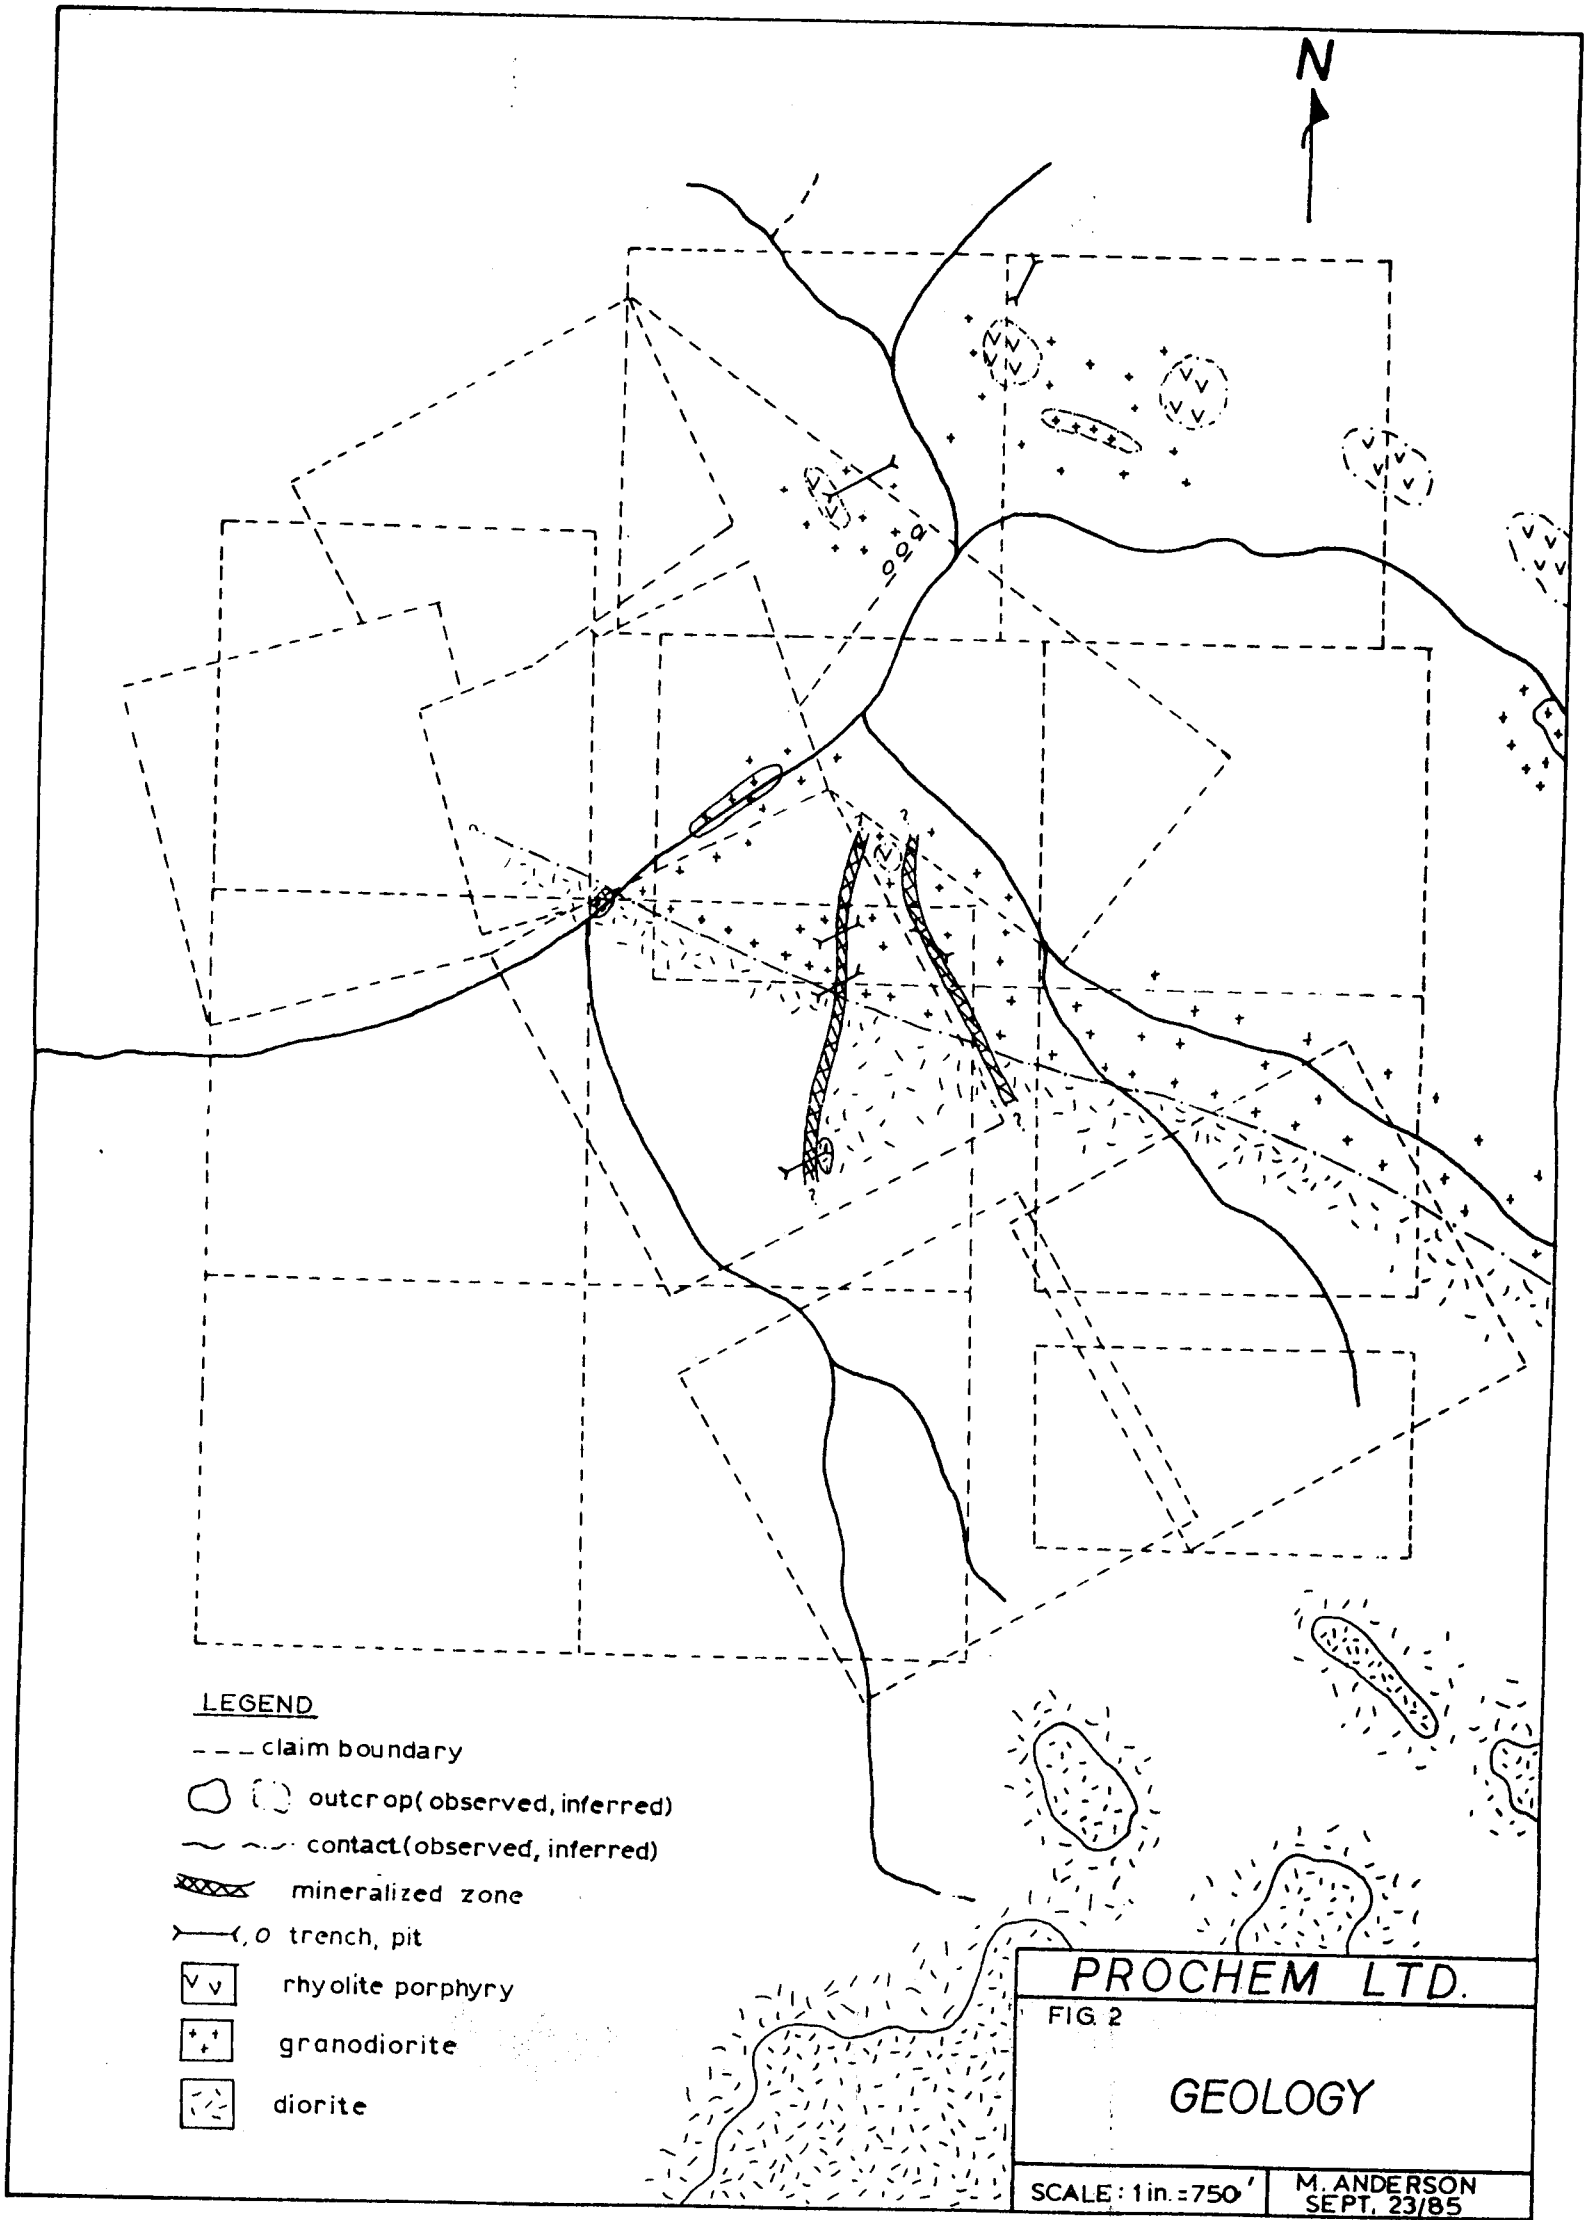 N
?
?
?
?
LEGEND
claim boundary
outcrop(observed, inferred)
contact(observed, inferred)
mineralized zone
trench, pit
v v rhyolite porphyry
granodiorite
diorite
PROCHEM LTD.
FIG. 2
GEOLOGY
SCALE: 1 in. = 750'
M. ANDERSON
SEPT. 23/85